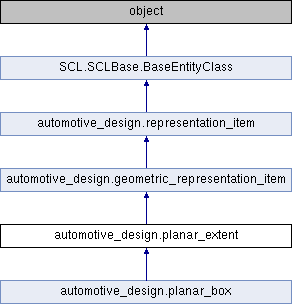 object
SCL.SCLBase.BaseEntityClass
automotive_design.representation_item
automotive_design.geometric_representation_item
automotive_design.planar_extent
automotive_design.planar_box